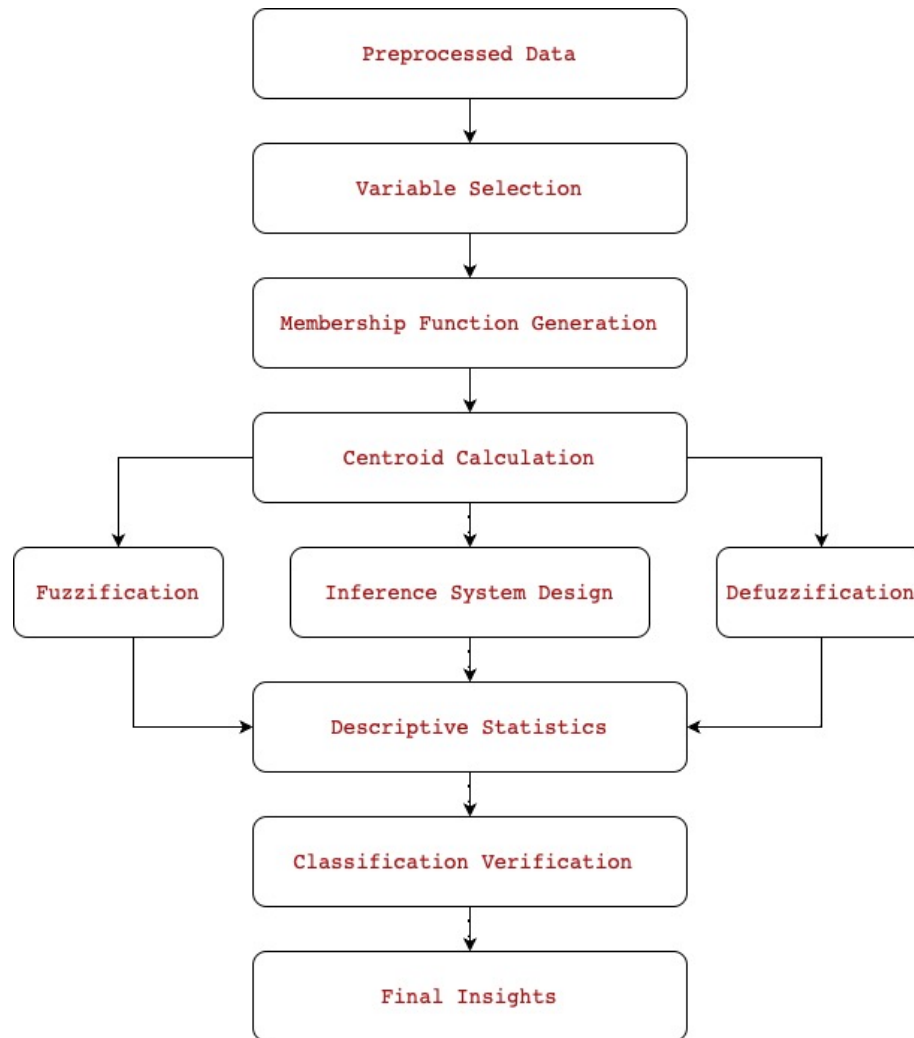 Preprocessed Data
Variable Selection
Membership Function Generation
Centroid Calculation
Fuzzification
Inference System Design
Defuzzification
Descriptive Statistics
Classification Verification
Final Insights